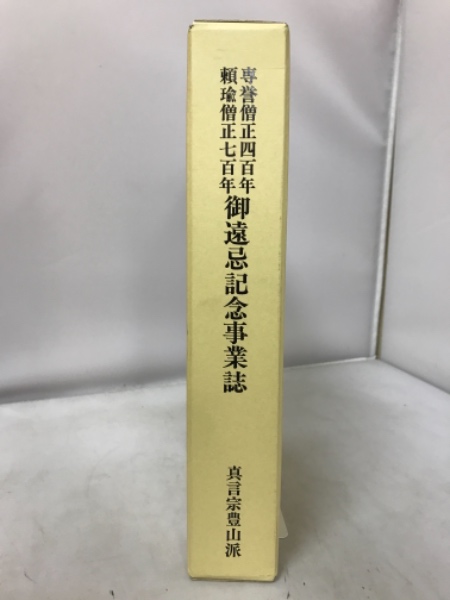 専誉僧正四百年
頼瑜僧正七百年
御遠忌記念事業誌
真言宗豊山派